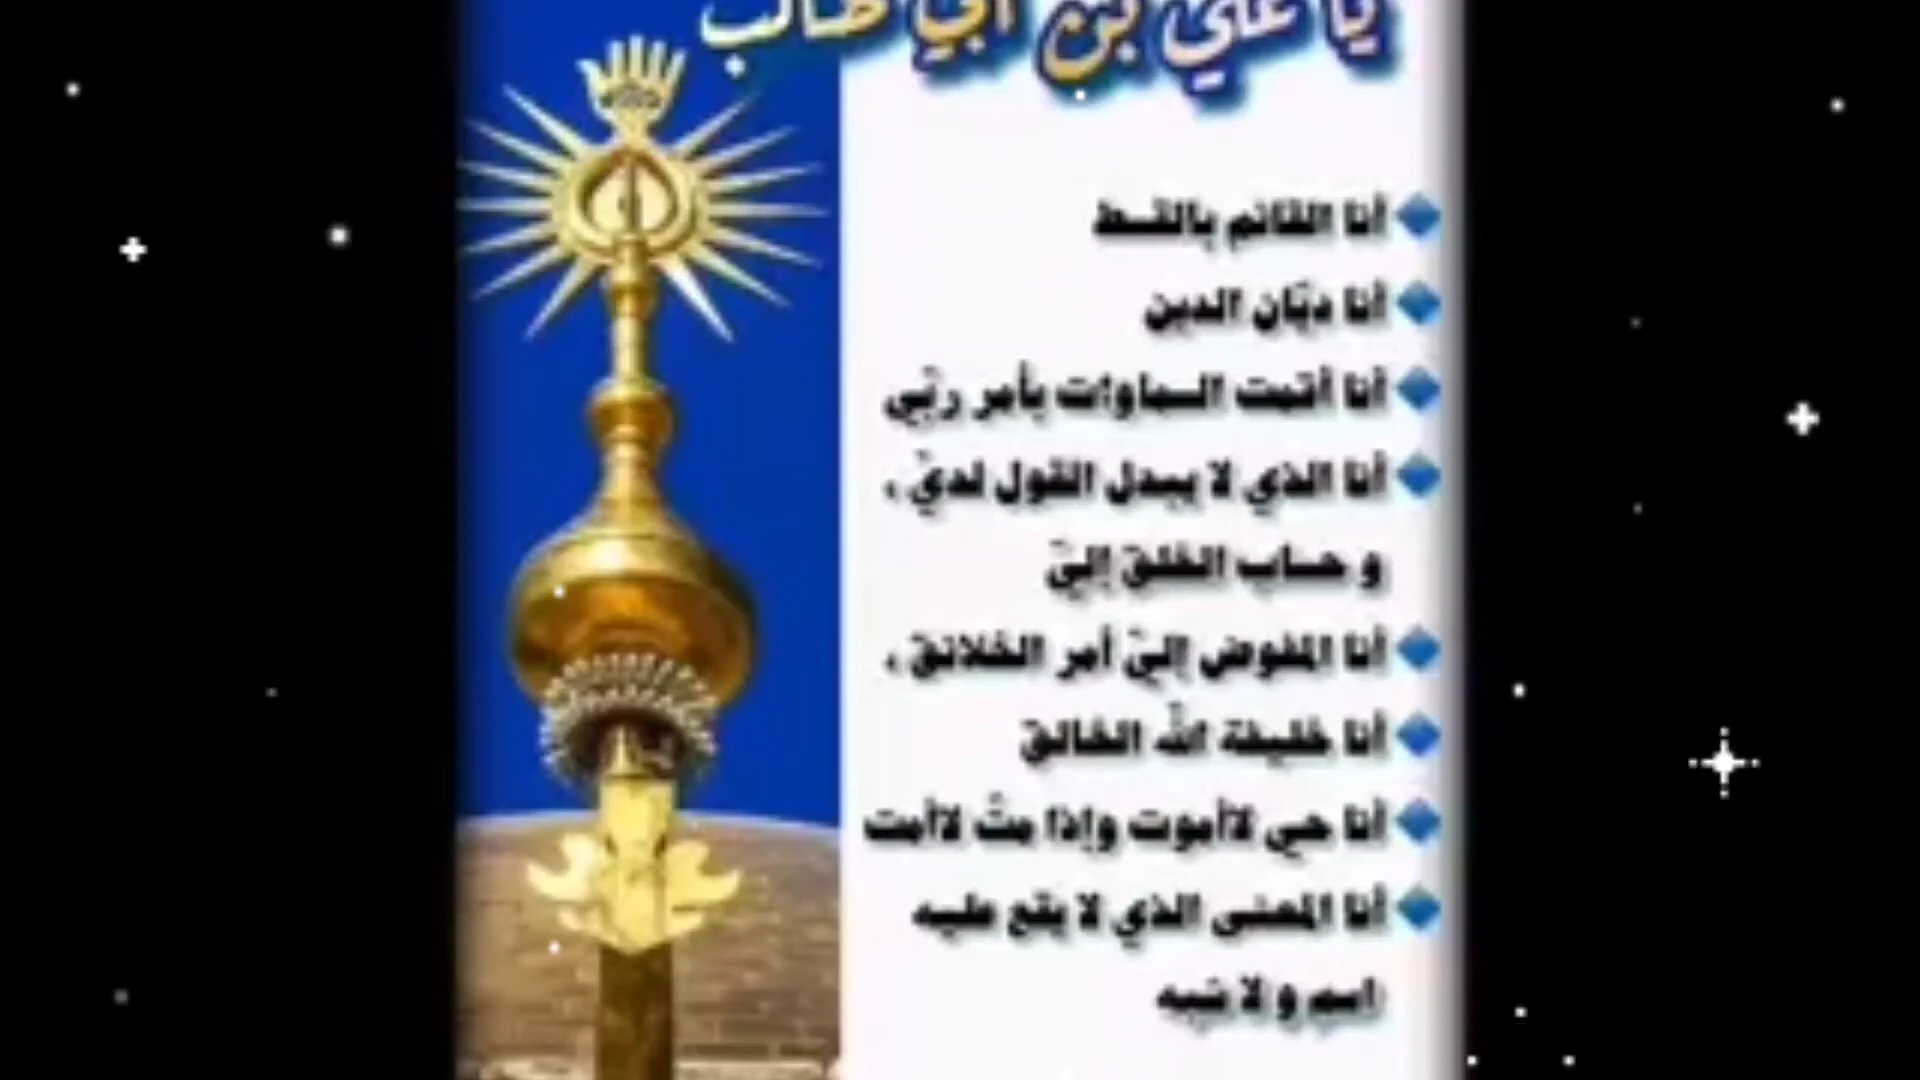 يا علي بن أبي طالب
أنا القائم بالقسط
أنا ديّان الدين
أنا أقمت السماوات بأمر ربّي
أنا الذي لا يبدل القول لديّ ،
و حساب الخلق إليّ
أنا المفوض إليّ أمر الخلائق ،
أنا خليفة الله الخالق
أنا حي لاأموت وإذا متّ لاأمت
أنا المعنى الذي لا يقع عليه
اسم و لا شبه